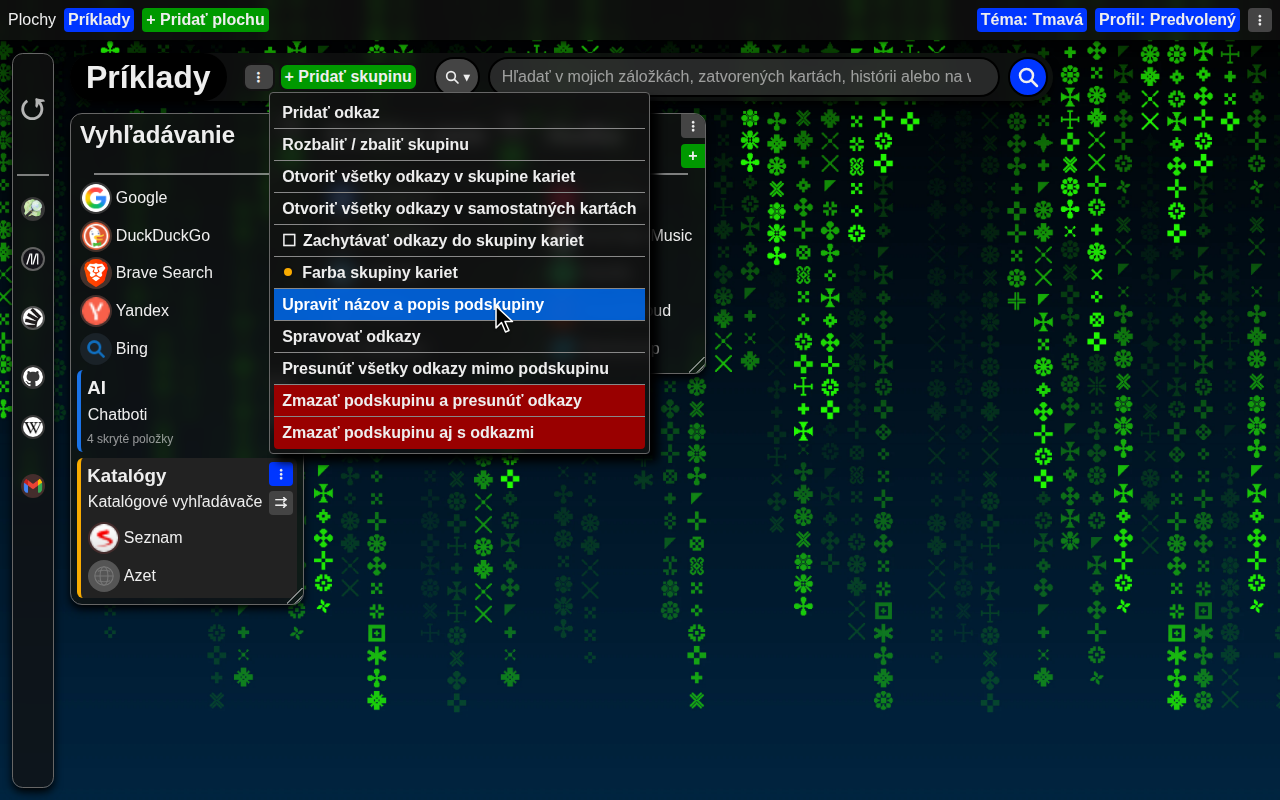 Plochy Príklady + Pridať plochu Téma: Tmavá Profil: Predvolený
Príklady + Pridať skupinu Hľadať v mojich záložkách, zatvorených kartách, histórii alebo na
Vyhľadávanie
Google
DuckDuckGo
Brave Search
Yandex
Bing
AI
Chatboti
4 skryté položky
Katalógy
Katalógové vyhľadávače
Seznam
Azet
Pridať odkaz
Rozbaliť / zbaliť skupinu
Otvoriť všetky odkazy v skupine kariet
Otvoriť všetky odkazy v samostatných kartách
Zachytávať odkazy do skupiny kariet
Farba skupiny kariet
Upraviť názov a popis podskupiny
Spravovať odkazy
Presunúť všetky odkazy mimo podskupinu
Zmazať podskupinu a presunúť odkazy
Zmazať podskupinu aj s odkazmi
Music
ud
p